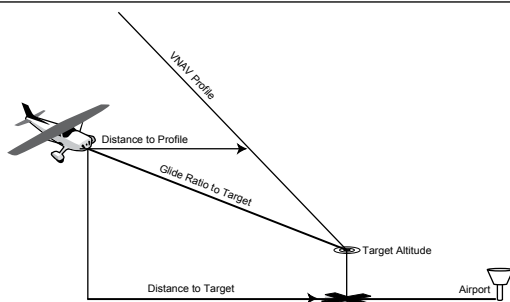 VNAV Profile
Distance to Profile
Glide Ratio to Target
Target Altitude
Distance to Target
Airport